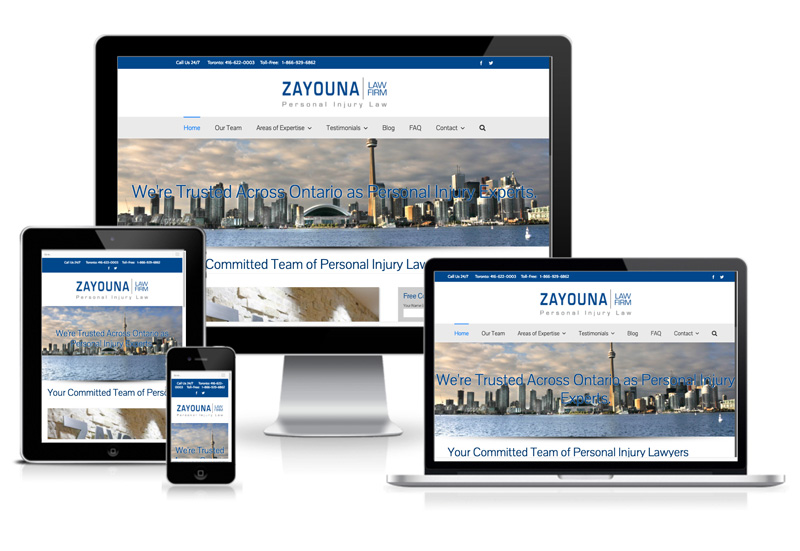 Call Us 24/7 Toronto: 416-622-0003 Toll-Free: 1-866-929-6862
ZAYOUNA LAW FIRM
Personal Injury Law
Home Our Team Areas of Expertise Testimonials Blog FAQ Contact
We're Trusted Across Ontario as Personal Injury Experts.
Committed Team of Personal Injury Law
Free Co
Your Name
Call Us 24/7 Toronto: 416-622-0003 Toll-Free: 1-866-929-6862
ZAYOUNA LAW FIRM
Personal Injury Law
We're Trusted Across Ontario as
Personal Injury Experts.
Your Committed Team of Pers
Call Us 24/7 Toronto: 416-622-
0003 Toll-Free: 1-866-929-6862
ZAYOUNA LAW FIRM
Personal Injury Law
We're Trusted
Call Us 24/7 Toronto: 416-622-0003 Toll-Free: 1-866-929-6862
ZAYOUNA LAW FIRM
Personal Injury Law
Home Our Team Areas of Expertise Testimonials Blog FAQ Contact
We're Trusted Across Ontario as Personal Injury
Experts.
Your Committed Team of Personal Injury Lawyers